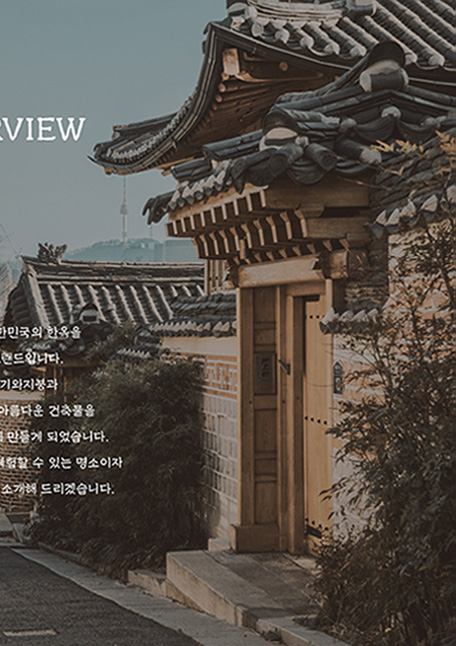 RVIEW
한민국의 한옥을
랜드입니다.
기와지붕과
아름다운 건축물을
만들게 되었습니다.
체험할 수 있는 명소이자
소개해 드리겠습니다.